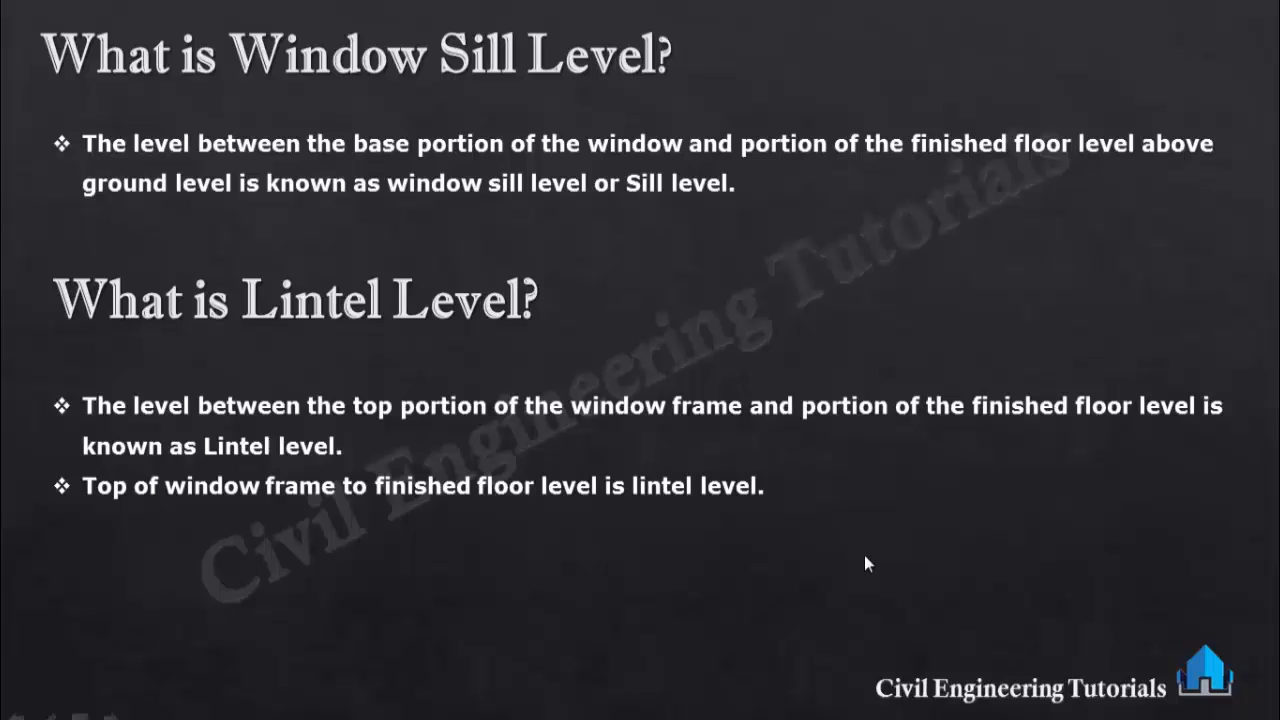 What is Window Sill Level?
❖ The level between the base portion of the window and portion of the finished floor level above
ground level is known as window sill level or Sill level.
What is Lintel Level?
❖ The level between the top portion of the window frame and portion of the finished floor level is
known as Lintel level.
❖ Top of window frame to finished floor level is lintel level.
Civil Engineering Tutorials
Civil Engineering Tutorials